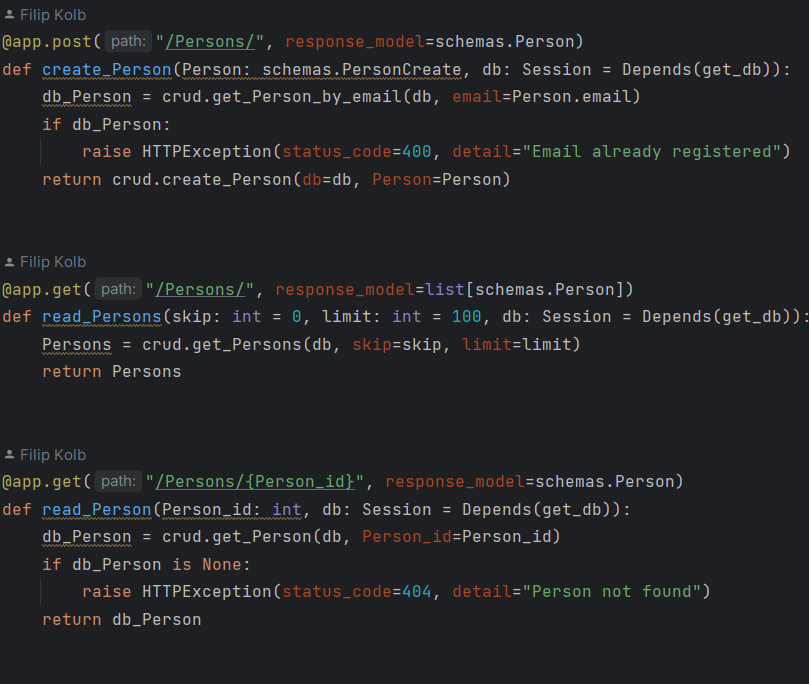 Filip Kolb
@app.post( path: "/Persons/", response_model=schemas.Person)
def create_Person(Person: schemas.PersonCreate, db: Session = Depends(get_db)):
    db_Person = crud.get_Person_by_email(db, email=Person.email)
    if db_Person:
        raise HTTPException(status_code=400, detail="Email already registered")
    return crud.create_Person(db=db, Person=Person)
Filip Kolb
@app.get( path: "/Persons/", response_model=list[schemas.Person])
def read_Persons(skip: int = 0, limit: int = 100, db: Session = Depends(get_db)):
    Persons = crud.get_Persons(db, skip=skip, limit=limit)
    return Persons
Filip Kolb
@app.get( path: "/Persons/{Person_id}", response_model=schemas.Person)
def read_Person(Person_id: int, db: Session = Depends(get_db)):
    db_Person = crud.get_Person(db, Person_id=Person_id)
    if db_Person is None:
        raise HTTPException(status_code=404, detail="Person not found")
    return db_Person